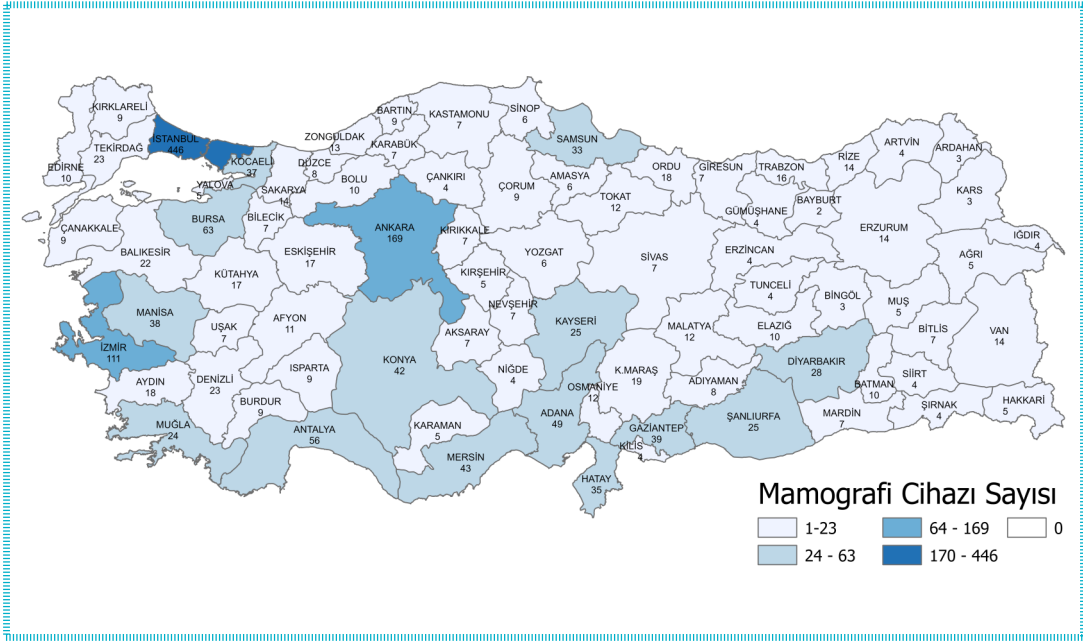 KIRKLARELİ
9
EDİRNE
10
TEKİRDAĞ
23
İSTANBUL
446
KOCAELİ
37
YALOVA
5
SAKARYA
14
DÜZCE
8
ZONGULDAK
13
BARTIN
9
KARABÜK
7
KASTAMONU
7
SİNOP
6
SAMSUN
33
BOLU
10
ÇANKIRI
4
ÇORUM
9
AMASYA
6
TOKAT
12
ORDU
18
GİRESUN
7
TRABZON
16
RİZE
14
ARTVİN
4
ARDAHAN
3
KARS
3
IĞDIR
4
GÜMÜŞHANE
4
BAYBURT
2
ERZURUM
14
AĞRI
5
ÇANAKKALE
9
BALIKESİR
22
BURSA
63
BİLECİK
7
ESKİŞEHİR
17
KÜTAHYA
17
ANKARA
169
KIRIKKALE
7
KIRŞEHİR
5
YOZGAT
6
SİVAS
7
ERZİNCAN
4
TUNCELİ
4
BİNGÖL
3
MUŞ
5
BİTLİS
7
VAN
14
MANİSA
38
İZMİR
111
UŞAK
7
AFYON
11
AKSARAY
7
NEVŞEHİR
7
KAYSERİ
25
MALATYA
12
ELAZIĞ
10
DİYARBAKIR
28
BATMAN
10
SİİRT
4
ŞIRNAK
4
HAKKARİ
5
AYDIN
18
DENİZLİ
23
ISPARTA
9
BURDUR
9
KONYA
42
NİĞDE
4
K.MARAŞ
19
ADIYAMAN
8
OSMANİYE
12
MUĞLA
24
ANTALYA
56
KARAMAN
5
MERSİN
43
ADANA
49
HATAY
35
GAZİANTEP
39
KİLİS
4
ŞANLIURFA
25
MARDİN
7
Mamografi Cihazı Sayısı
1-23
64 - 169
0
24 - 63
170 - 446